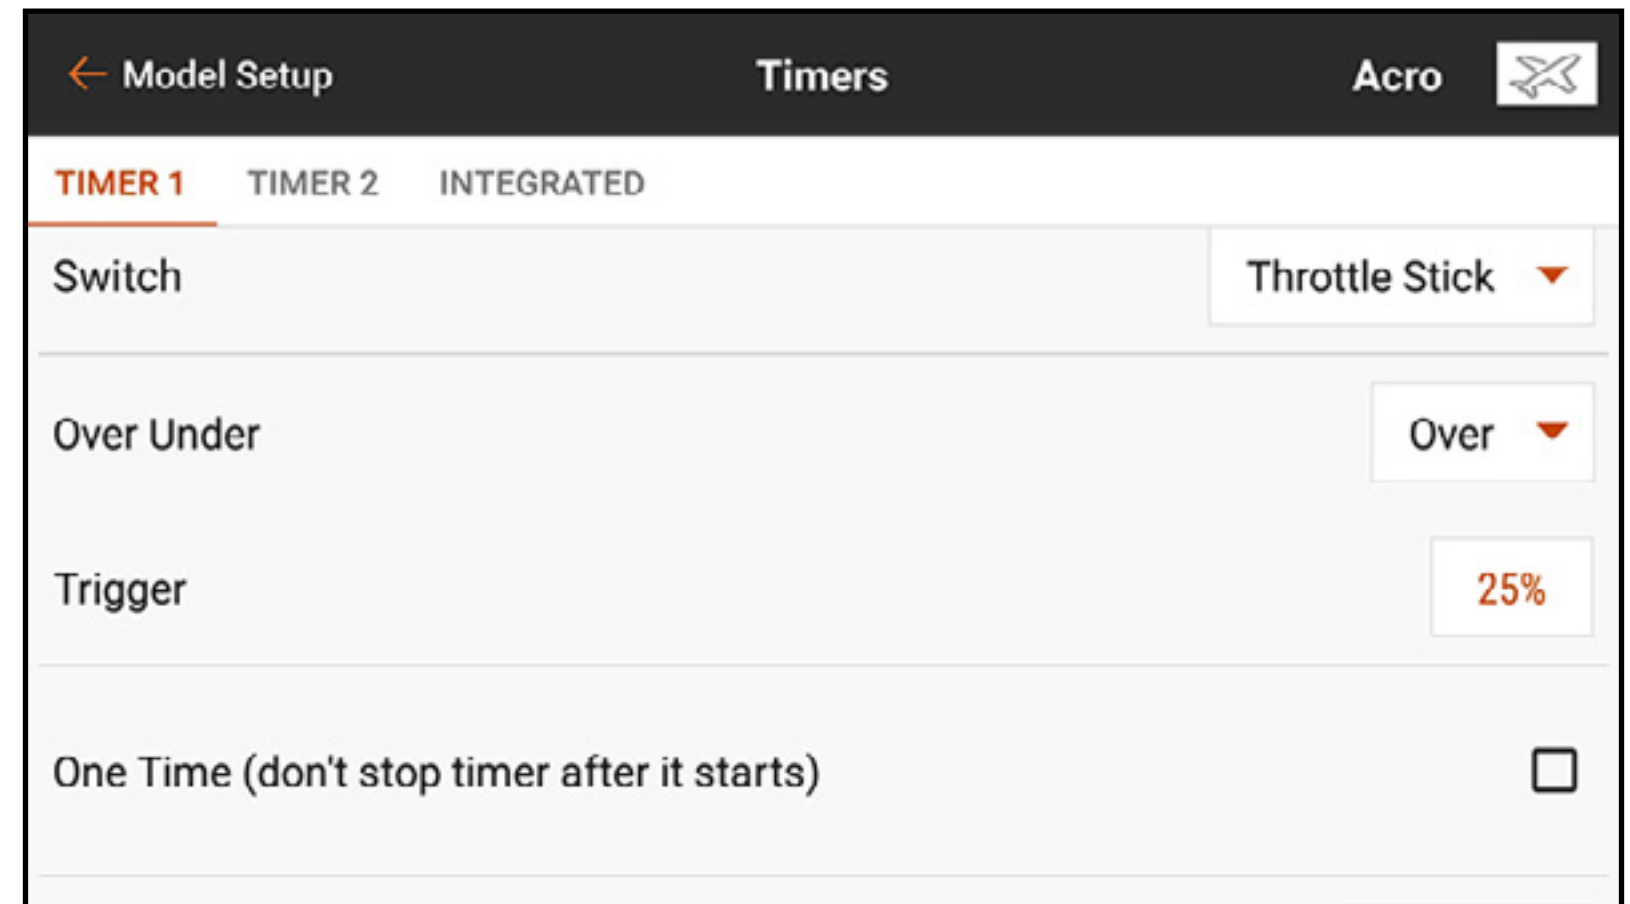 Model Setup Timers Acro
TIMER 1 TIMER 2 INTEGRATED
Switch Throttle Stick
Over Under Over
Trigger 25%
One Time (don't stop timer after it starts)